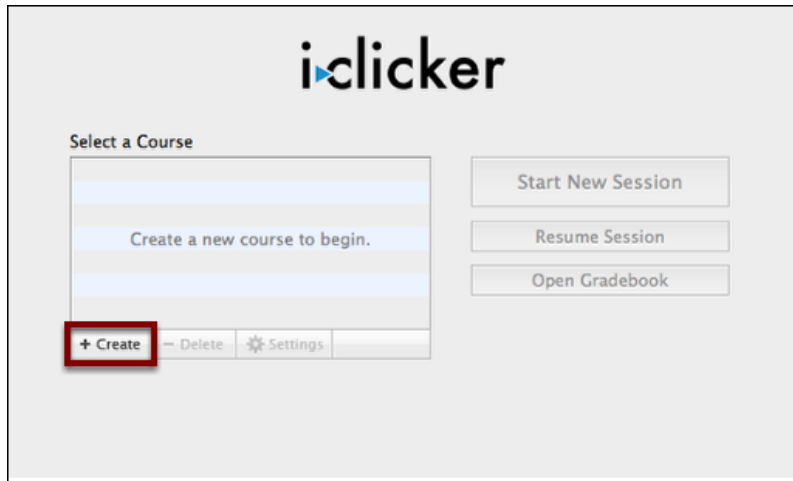 iclicker
Select a Course
Create a new course to begin.
+ Create
− Delete
Settings
Start New Session
Resume Session
Open Gradebook